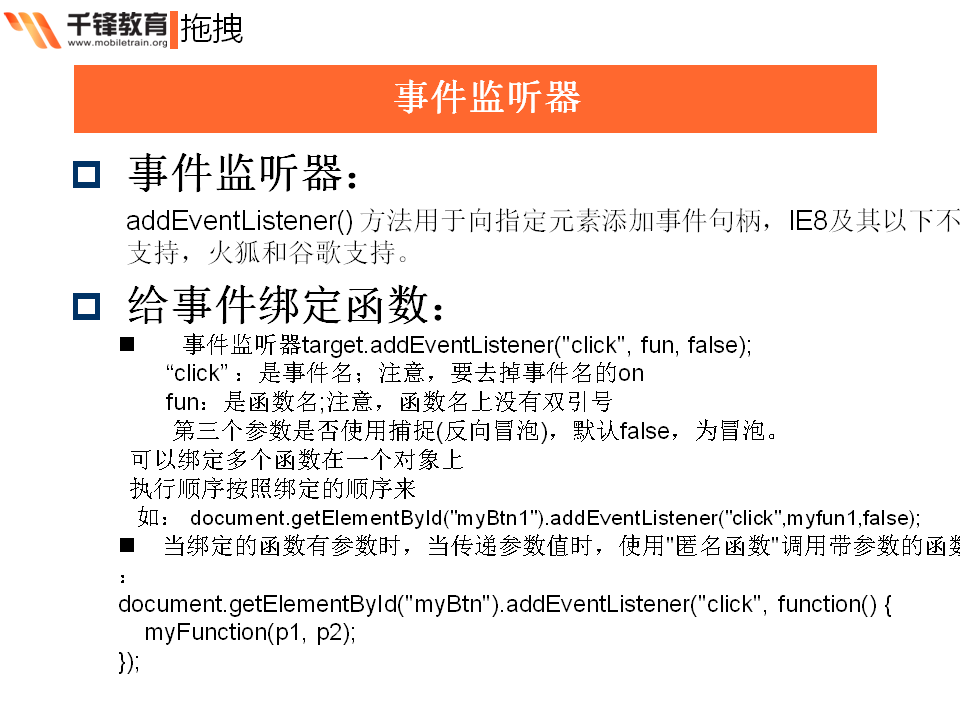 千锋教育
www.mobiletrain.org
拖拽
事件监听器
事件监听器：
addEventListener() 方法用于向指定元素添加事件句柄，IE8及其以下不
支持，火狐和谷歌支持。
给事件绑定函数：
事件监听器target.addEventListener("click", fun, false);
“click” ：是事件名；注意，要去掉事件名的on
fun：是函数名;注意，函数名上没有双引号
第三个参数是否使用捕捉(反向冒泡)，默认false，为冒泡。
可以绑定多个函数在一个对象上
执行顺序按照绑定的顺序来
如： document.getElementById("myBtn1").addEventListener("click",myfun1,false);
当绑定的函数有参数时，当传递参数值时，使用"匿名函数"调用带参数的函数
：
document.getElementById("myBtn").addEventListener("click", function() {
myFunction(p1, p2);
});